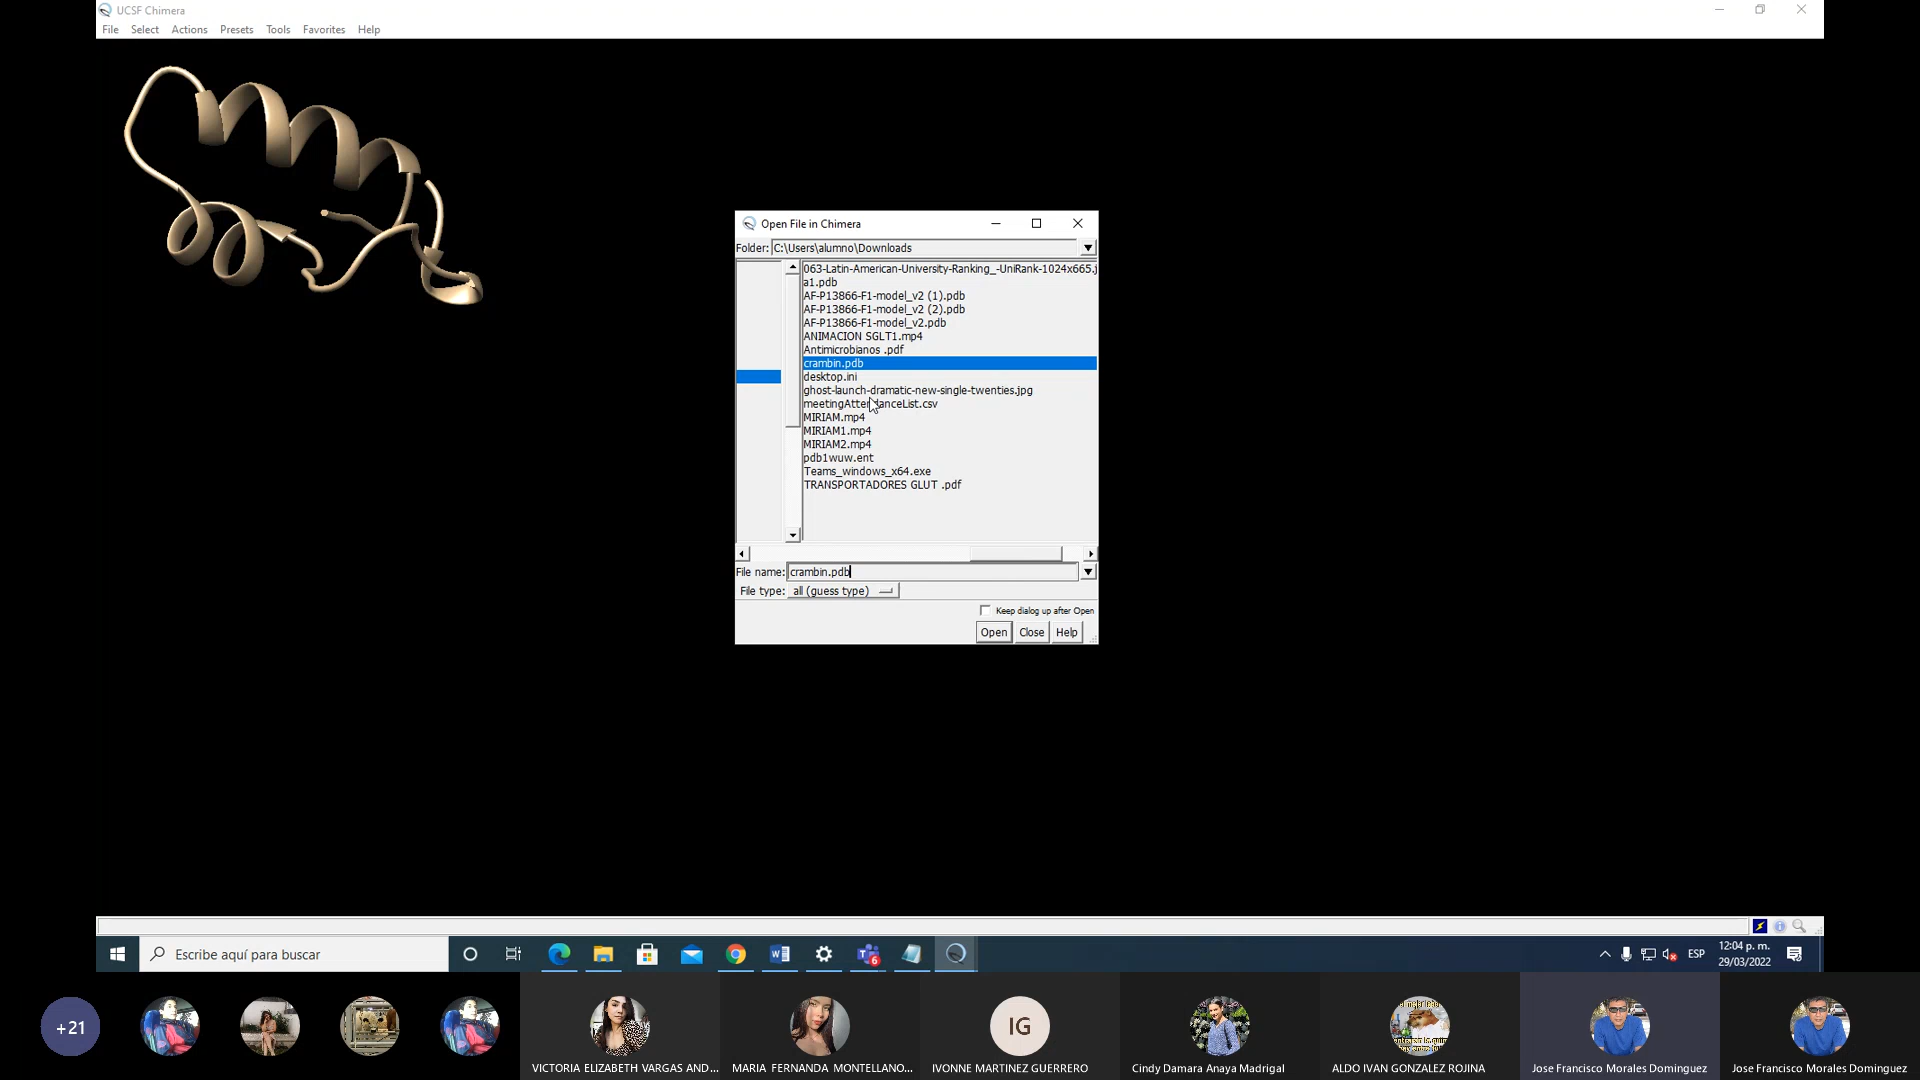 UCSF Chimera
File Select Actions Presets Tools Favorites Help
Open File in Chimera
Folder: C:\Users\alumno\Downloads
063-Latin-American-University-Ranking_-UniRank-1024x665.j
a1.pdb
AF-P13866-F1-model_v2 (1).pdb
AF-P13866-F1-model_v2 (2).pdb
AF-P13866-F1-model_v2.pdb
ANIMACION SGLT1.mp4
Antimicrobianos .pdf
crambin.pdb
desktop.ini
ghost-launch-dramatic-new-single-twenties.jpg
meetingAttendanceList.csv
MIRIAM.mp4
MIRIAM1.mp4
MIRIAM2.mp4
pdb1wuw.ent
Teams_windows_x64.exe
TRANSPORTADORES GLUT .pdf
File name: crambin.pdb
File type: all (guess type)
Keep dialog up after Open
Open Close Help
Escribe aquí para buscar
6
ESP
12:04 p. m.
29/03/2022
+21
IG
VICTORIA ELIZABETH VARGAS AND...
MARIA FERNANDA MONTELLANO...
IVONNE MARTINEZ GUERRERO
Cindy Damara Anaya Madrigal
ALDO IVAN GONZALEZ ROJINA
Jose Francisco Morales Dominguez
Jose Francisco Morales Dominguez